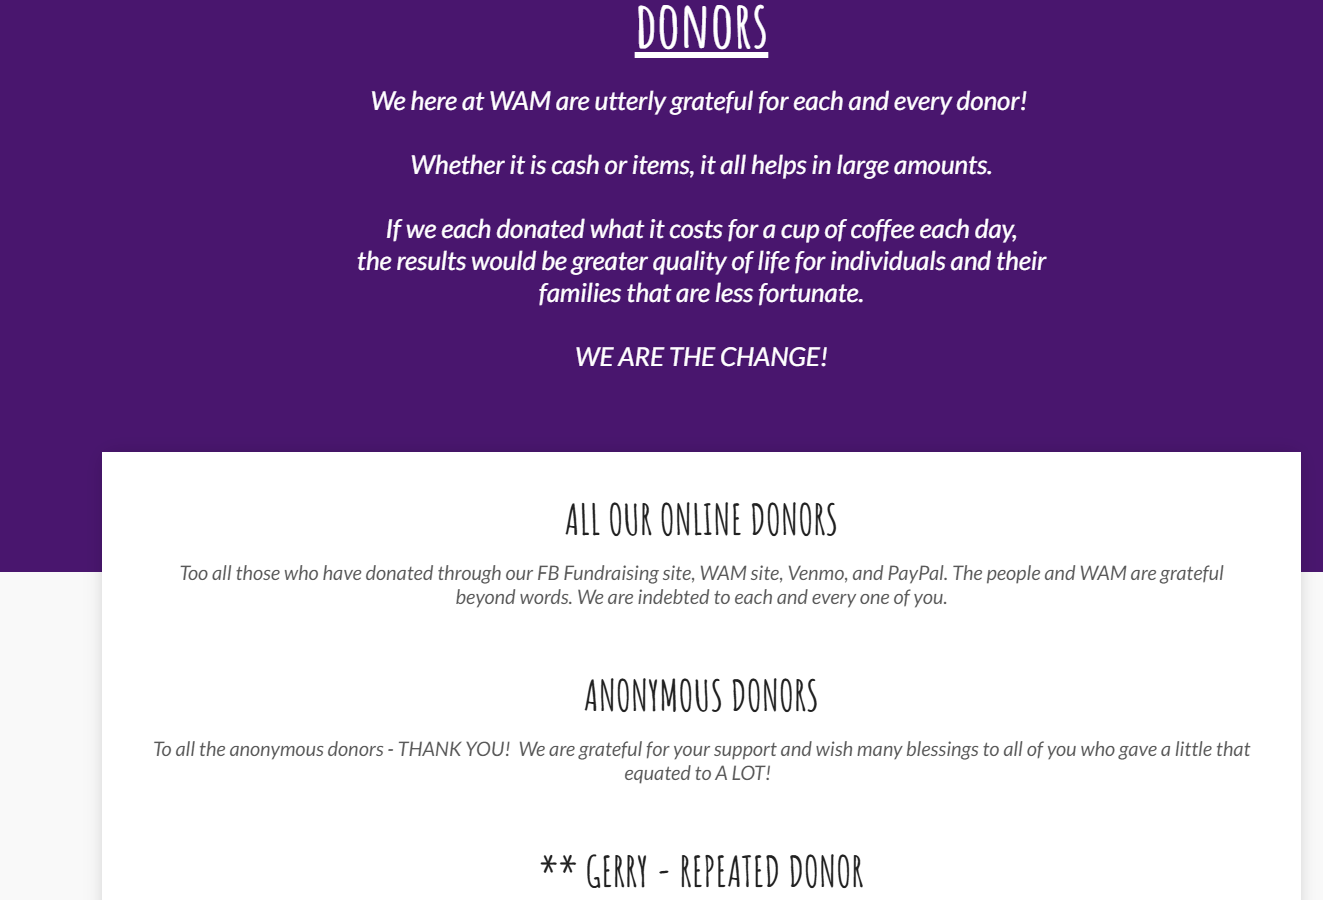 DONORS
We here at WAM are utterly grateful for each and every donor!
Whether it is cash or items, it all helps in large amounts.
If we each donated what it costs for a cup of coffee each day,
the results would be greater quality of life for individuals and their
families that are less fortunate.
WE ARE THE CHANGE!
ALL OUR ONLINE DONORS
Too all those who have donated through our FB Fundraising site, WAM site, Venmo, and PayPal. The people and WAM are grateful
beyond words. We are indebted to each and every one of you.
ANONYMOUS DONORS
To all the anonymous donors - THANK YOU!  We are grateful for your support and wish many blessings to all of you who gave a little that
equated to A LOT!
** GERRY - REPEATED DONOR